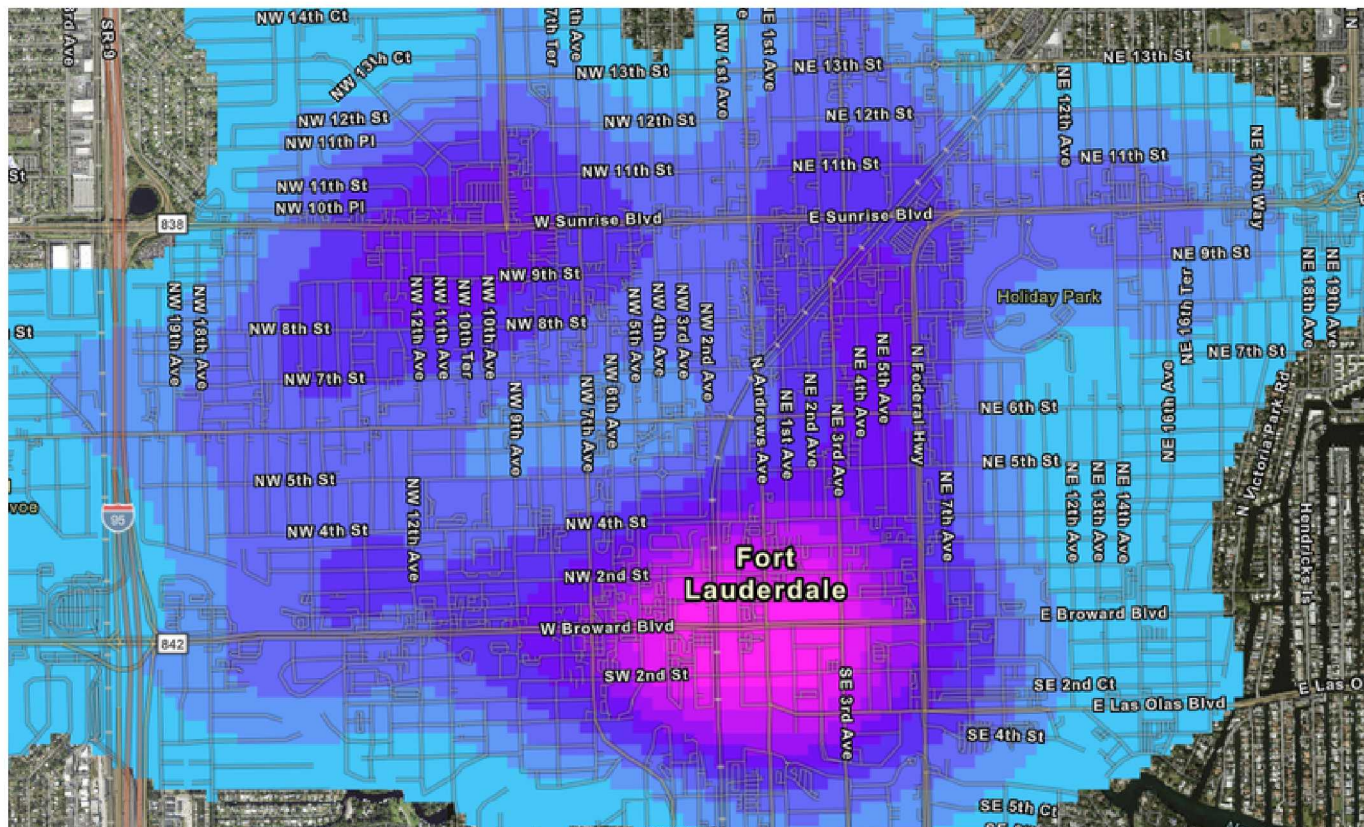 NW 14th Ct
SR 9
3rd Ave
7th Ter
NW 1st Ave
NE 1st Ave
NW 13th Ct
NW 13th St
NE 13th St
NE 13th St
NW 12th St
NW 12th St
NE 12th St
NE 12th Ave
NW 11th Pl
NW 11th St
NE 11th St
NE 11th St
NE 17th Way
St
NW 11th St
NW 10th Pl
838
W Sunrise Blvd
E Sunrise Blvd
NW 9th St
NE 9th St
NW 19th Ave
NW 18th Ave
NW 12th Ave
NW 11th Ave
NW 10th Ter
NW 10th Ave
NW 5th Ave
NW 4th Ave
NW 3rd Ave
NW 2nd Ave
Holiday Park
NE 16th Ter
NE 18th Ave
NE 19th Ave
St
NW 8th St
NW 8th St
NE 7th St
NW 7th St
NW 9th Ave
NW 7th Ave
NW 6th Ave
N Andrews Ave
NE 1st Ave
NE 2nd Ave
NE 3rd Ave
NE 4th Ave
NE 5th Ave
N Federal Hwy
NE 6th St
NE 16th Ave
N Victoria Park Rd
NW 5th St
NE 5th St
NW 12th Ave
NE 7th Ave
NE 12th Ave
NE 13th Ave
NE 14th Ave
Hendricks Is
voe
95
NW 4th St
NW 4th St
Fort
Lauderdale
NW 2nd St
842
W Broward Blvd
E Broward Blvd
SW 2nd St
SE 3rd Ave
SE 2nd Ct
E Las Olas Blvd
E Las O
SE 4th St
SE 5th Ct